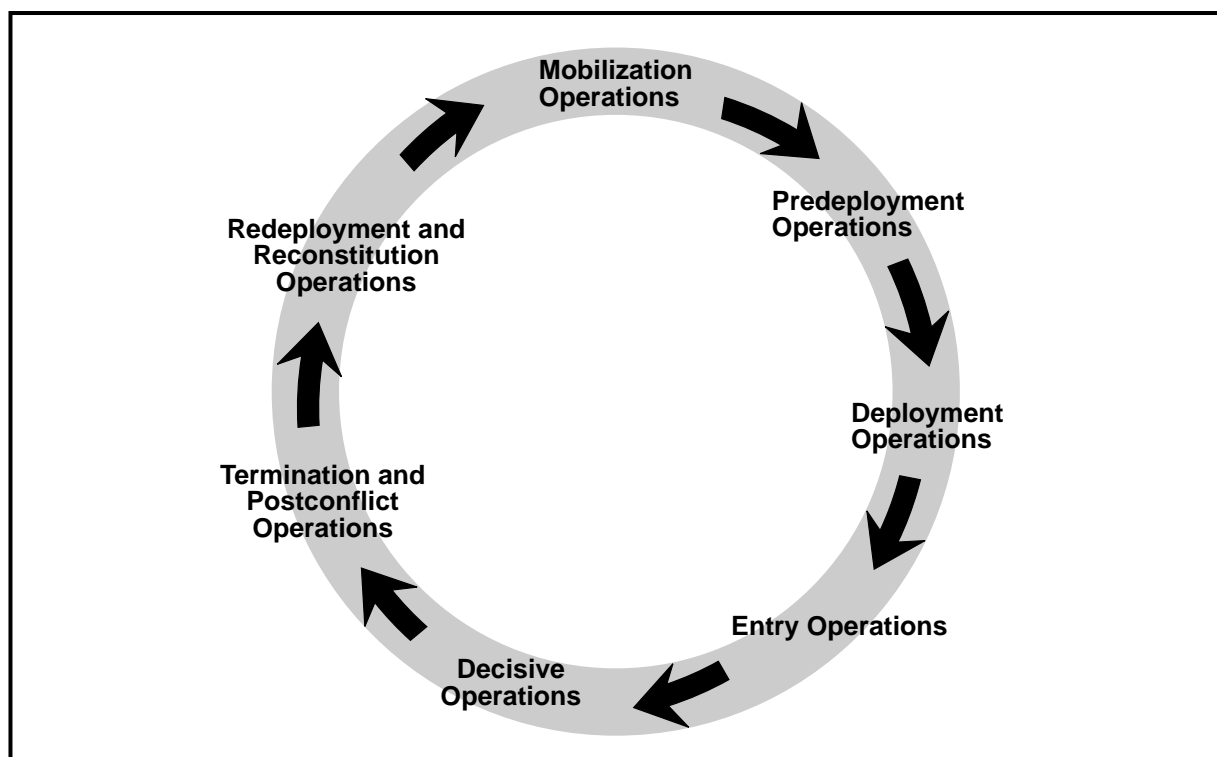 Mobilization
Operations
Predeployment
Operations
Deployment
Operations
Entry Operations
Decisive
Operations
Termination and
Postconflict
Operations
Redeployment and
Reconstitution
Operations